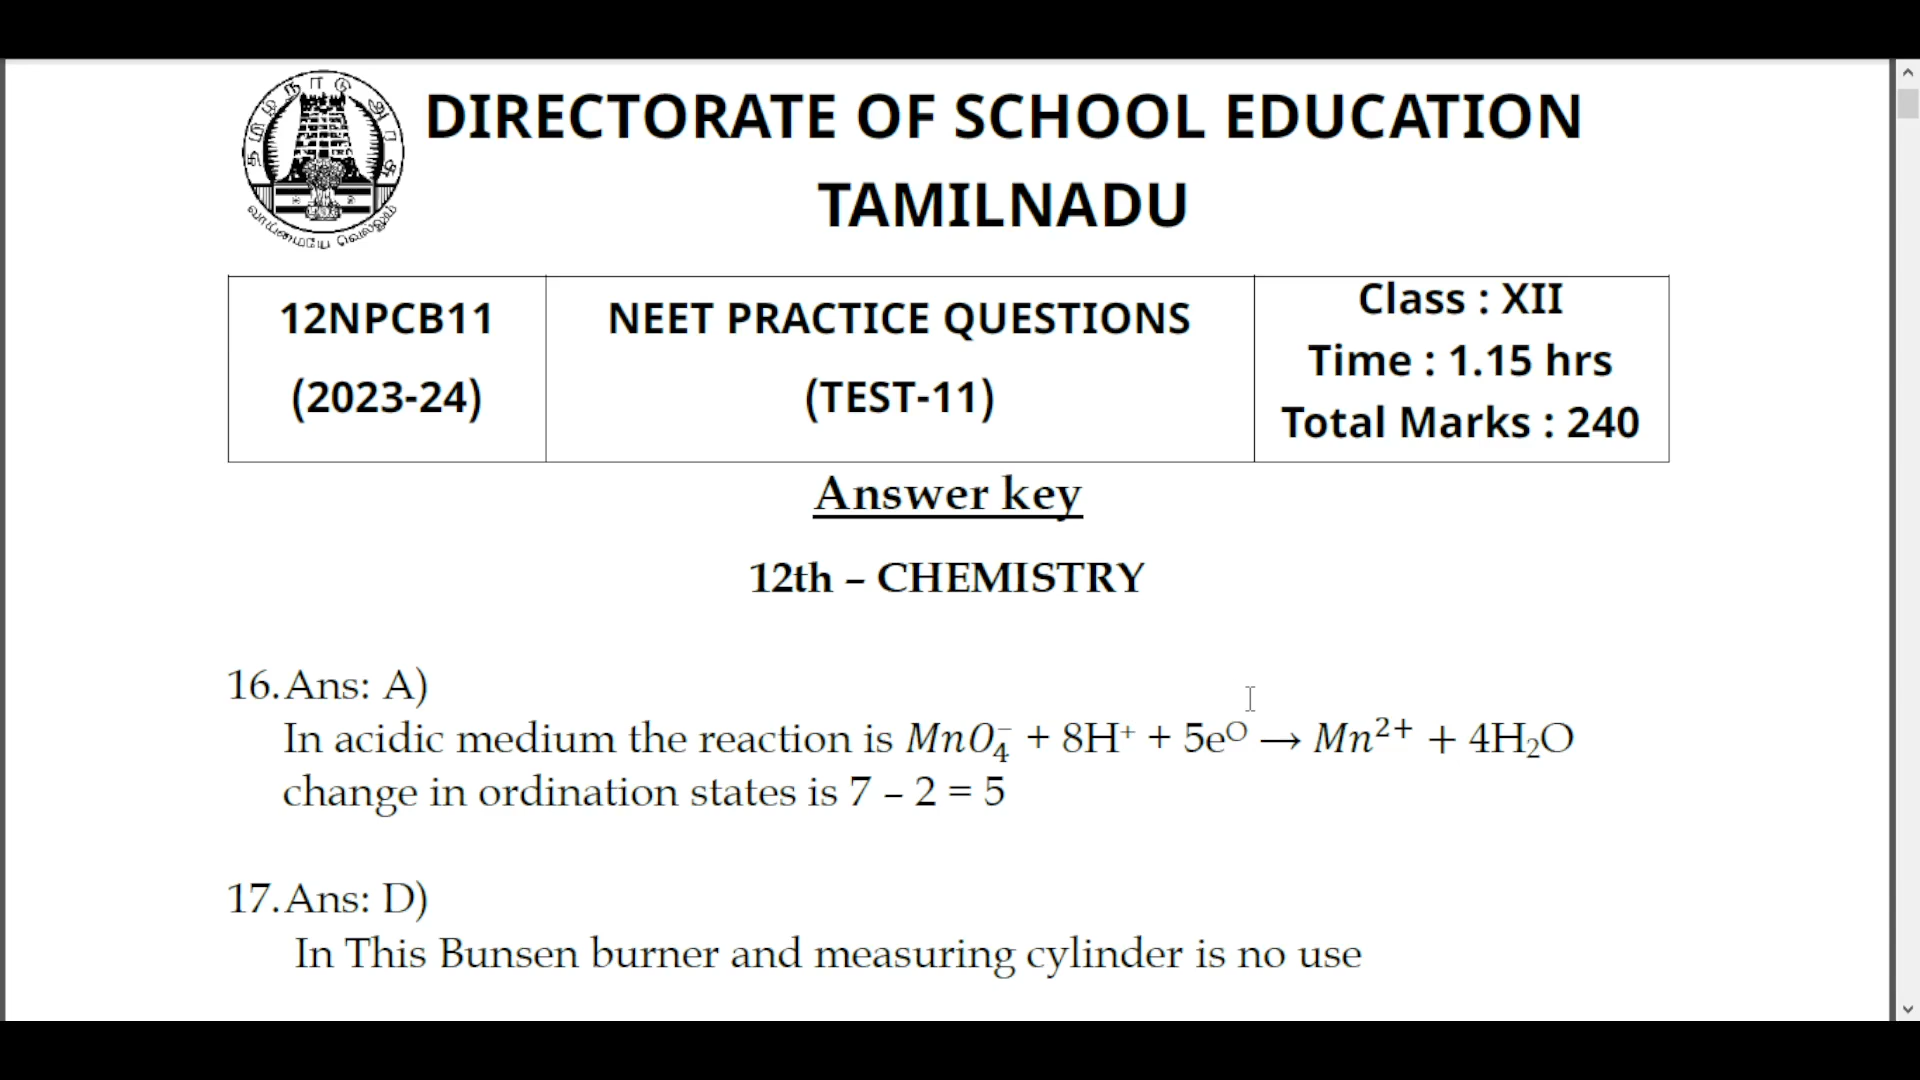 தமிழ்நாடு அரசு
DIRECTORATE OF SCHOOL EDUCATION
TAMILNADU
வாய்மையே வெல்லும்
12NPCB11
(2023-24)
NEET PRACTICE QUESTIONS
(TEST-11)
Class : XII
Time : 1.15 hrs
Total Marks : 240
Answer key
12th – CHEMISTRY
16. Ans: A)
In acidic medium the reaction is MnO₄⁻ + 8H⁺ + 5eᴼ → Mn²⁺ + 4H₂O
change in ordination states is 7 – 2 = 5
17. Ans: D)
In This Bunsen burner and measuring cylinder is no use